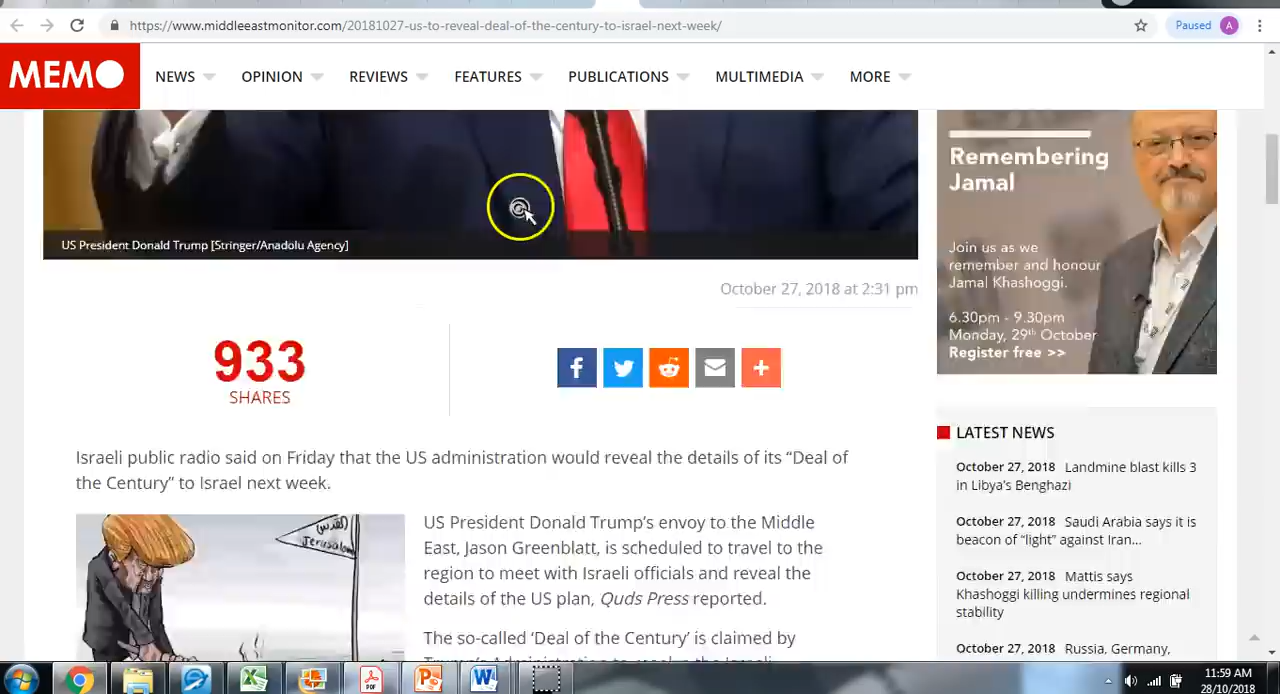 https://www.middleeastmonitor.com/20181027-us-to-reveal-deal-of-the-century-to-israel-next-week/
Paused A
MEMO
NEWS OPINION REVIEWS FEATURES PUBLICATIONS MULTIMEDIA MORE
US President Donald Trump [Stringer/Anadolu Agency]
October 27, 2018 at 2:31 pm
933
SHARES
Israeli public radio said on Friday that the US administration would reveal the details of its “Deal of
the Century” to Israel next week.
Jerusalem
US President Donald Trump’s envoy to the Middle
East, Jason Greenblatt, is scheduled to travel to the
region to meet with Israeli officials and reveal the
details of the US plan, Quds Press reported.
The so-called ‘Deal of the Century’ is claimed by
Remembering
Jamal
Join us as we
remember and honour
Jamal Khashoggi.
6.30pm - 9.30pm
Monday, 29th October
Register free >>
LATEST NEWS
October 27, 2018 Landmine blast kills 3
in Libya’s Benghazi
October 27, 2018 Saudi Arabia says it is
beacon of “light” against Iran...
October 27, 2018 Mattis says
Khashoggi killing undermines regional
stability
October 27, 2018 Russia, Germany,
11:59 AM
28/10/2018